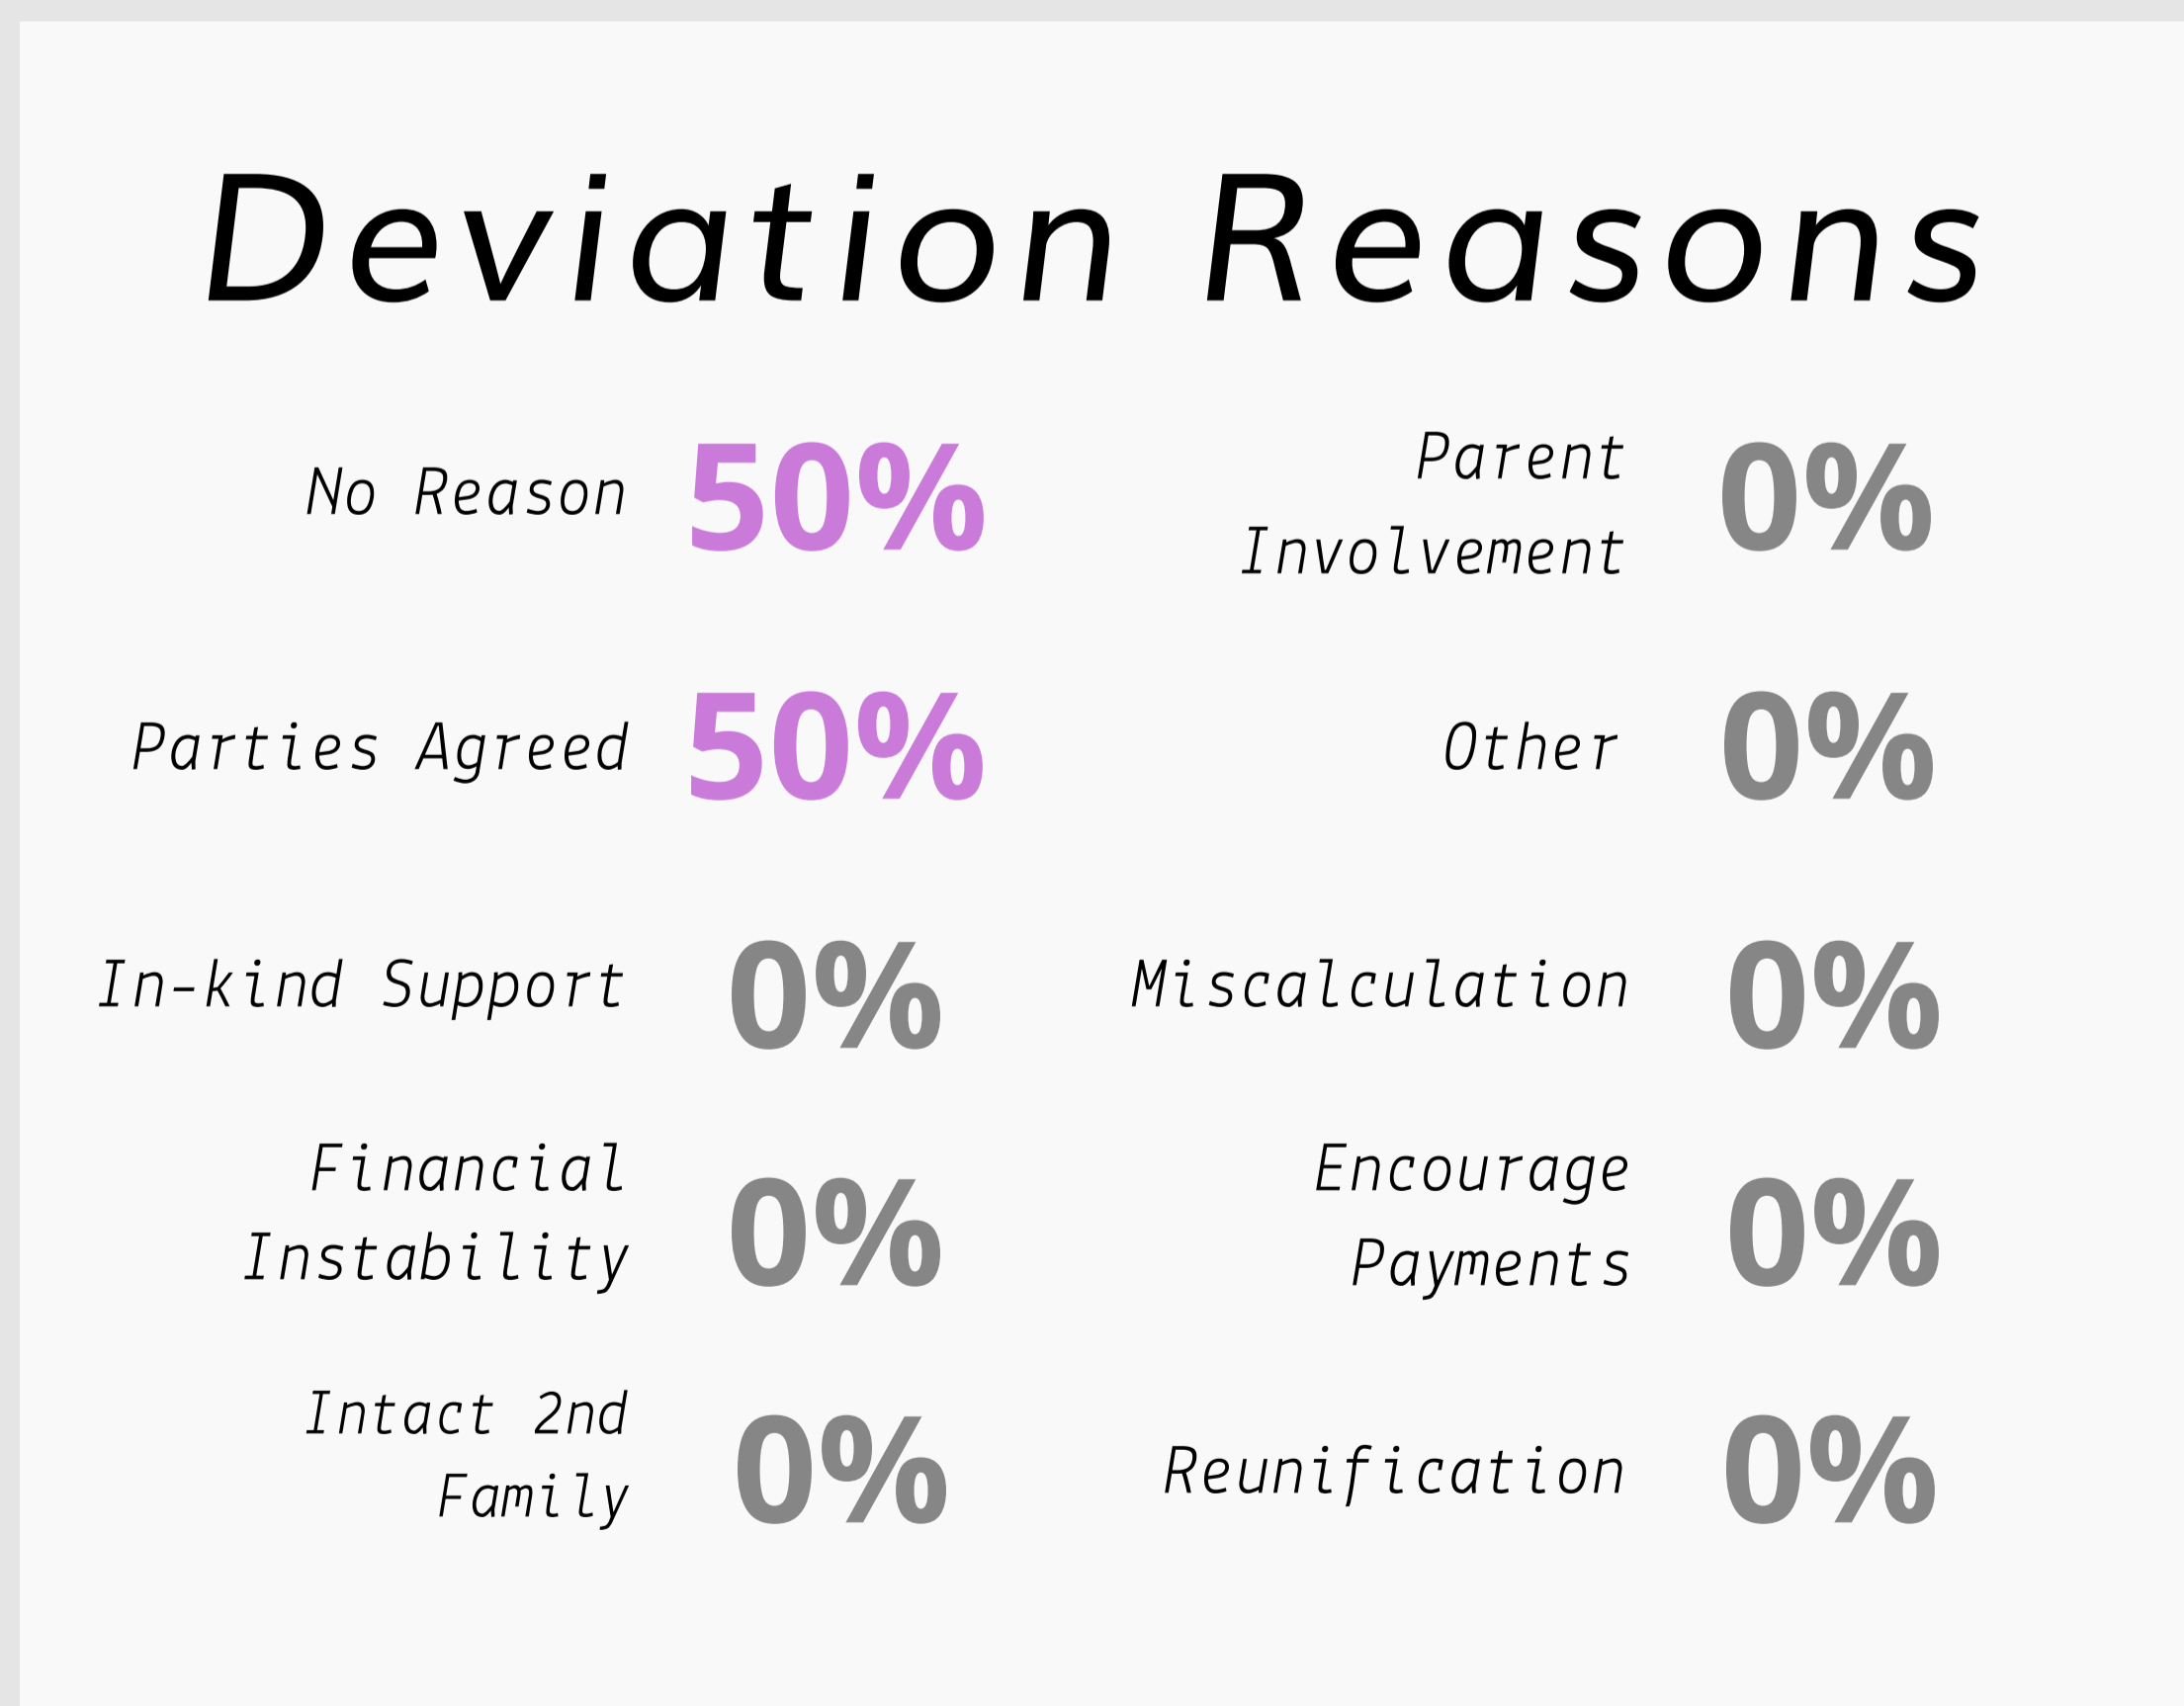 Deviation Reasons
No Reason 50%
Parties Agreed 50%
In-kind Support 0%
Financial
Instability 0%
Intact 2nd
Family 0%
Parent
Involvement 0%
Other 0%
Miscalculation 0%
Encourage
Payments 0%
Reunification 0%